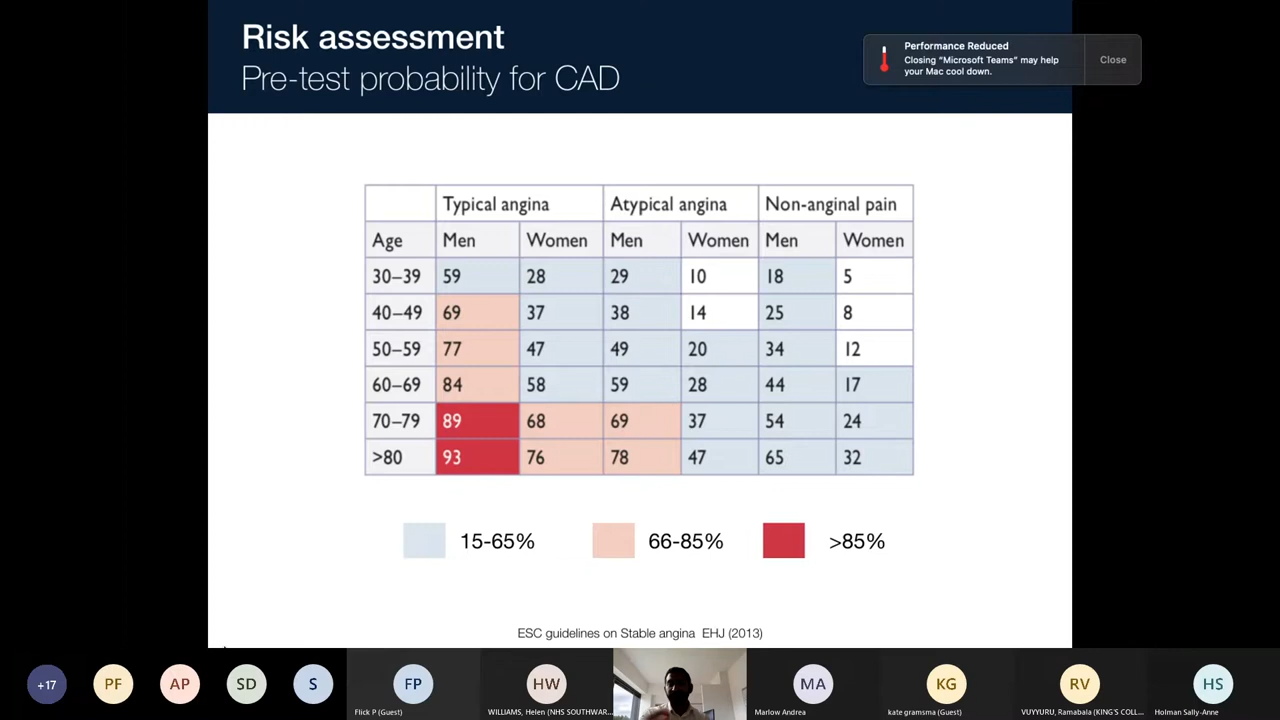 Risk assessment
Pre-test probability for CAD
Performance Reduced
Closing “Microsoft Teams” may help
your Mac cool down.
Close
Typical angina Atypical angina Non-anginal pain
Age Men Women Men Women Men Women
30–39 59 28 29 10 18 5
40–49 69 37 38 14 25 8
50–59 77 47 49 20 34 12
60–69 84 58 59 28 44 17
70–79 89 68 69 37 54 24
>80 93 76 78 47 65 32
15-65% 66-85% >85%
ESC guidelines on Stable angina EHJ (2013)
+17 PF AP SD S FP HW MA KG RV HS
Flick P (Guest) WILLIAMS, Helen (NHS SOUTHWAR... Marlow Andrea kate gramsma (Guest) VUYYURU, Ramabala (KING'S COLL... Holman Sally-Anne